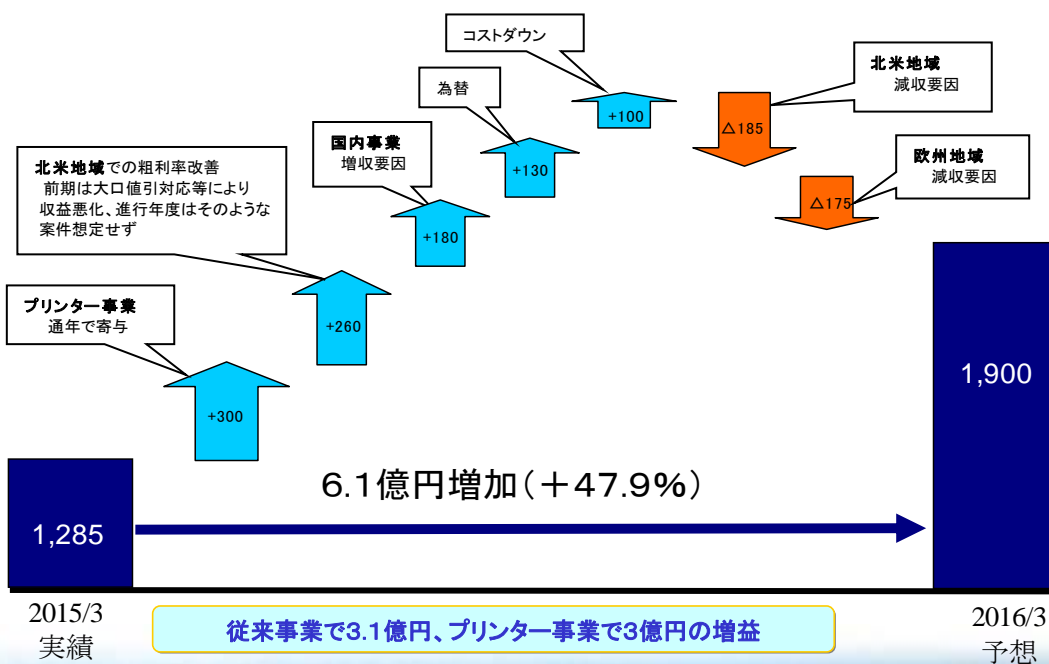 コストダウン
+100
為替
+130
国内事業
増収要因
+180
北米地域での粗利率改善
前期は大口値引対応等により
収益悪化、進行年度はそのような
案件想定せず
+260
プリンター事業
通年で寄与
+300
北米地域
減収要因
△185
欧州地域
減収要因
△175
1,285
6.1億円増加(+47.9%)
1,900
2015/3
実績
従来事業で3.1億円、プリンター事業で3億円の増益
2016/3
予想